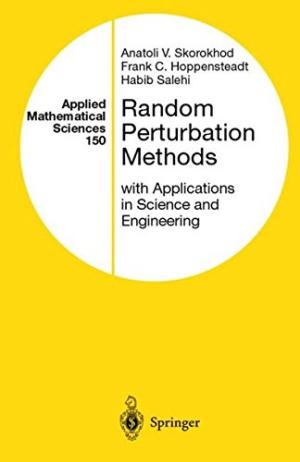 Anatoli V. Skorokhod
Frank C. Hoppensteadt
Habib Salehi
Applied
Mathematical
Sciences
150
Random
Perturbation
Methods
with Applications
in Science and
Engineering
Springer